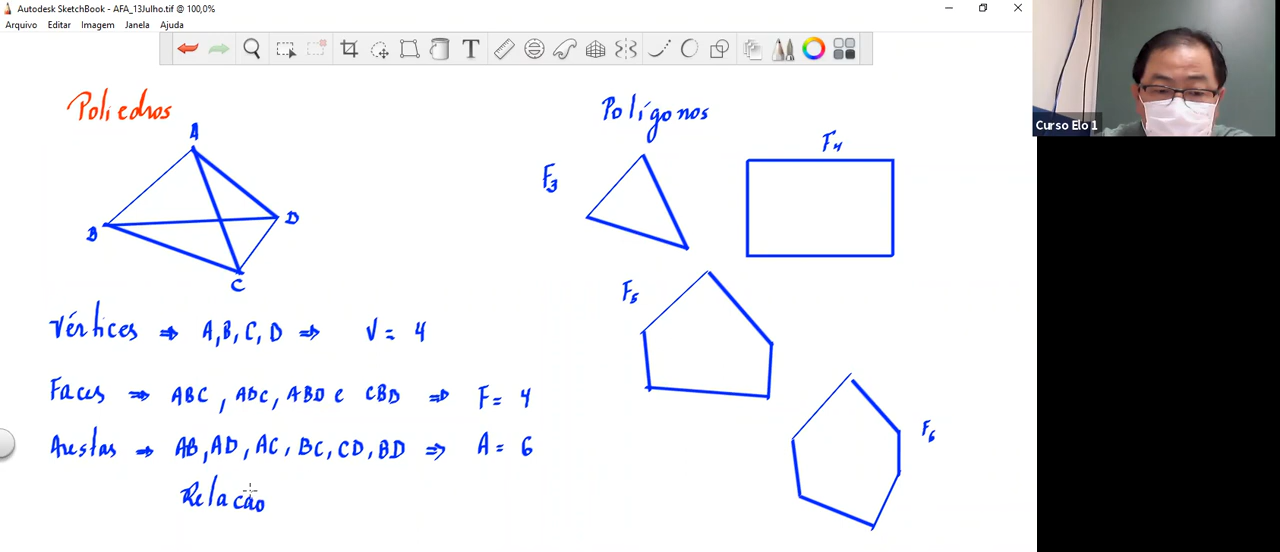 Autodesk SketchBook - AFA_13Julho.tif @ 100,0%
Arquivo Editar Imagem Janela Ajuda
T
Curso Elo 1
Poliedros
A
B
D
C
Vértices ⇒ A, B, C, D ⇒ V = 4
Faces ⇒ ABC, ADC, ABD e CBD ⇒ F = 4
Arestas ⇒ AB, AD, AC, BC, CD, BD ⇒ A = 6
Relação
Polígonos
F3
F4
F5
F6